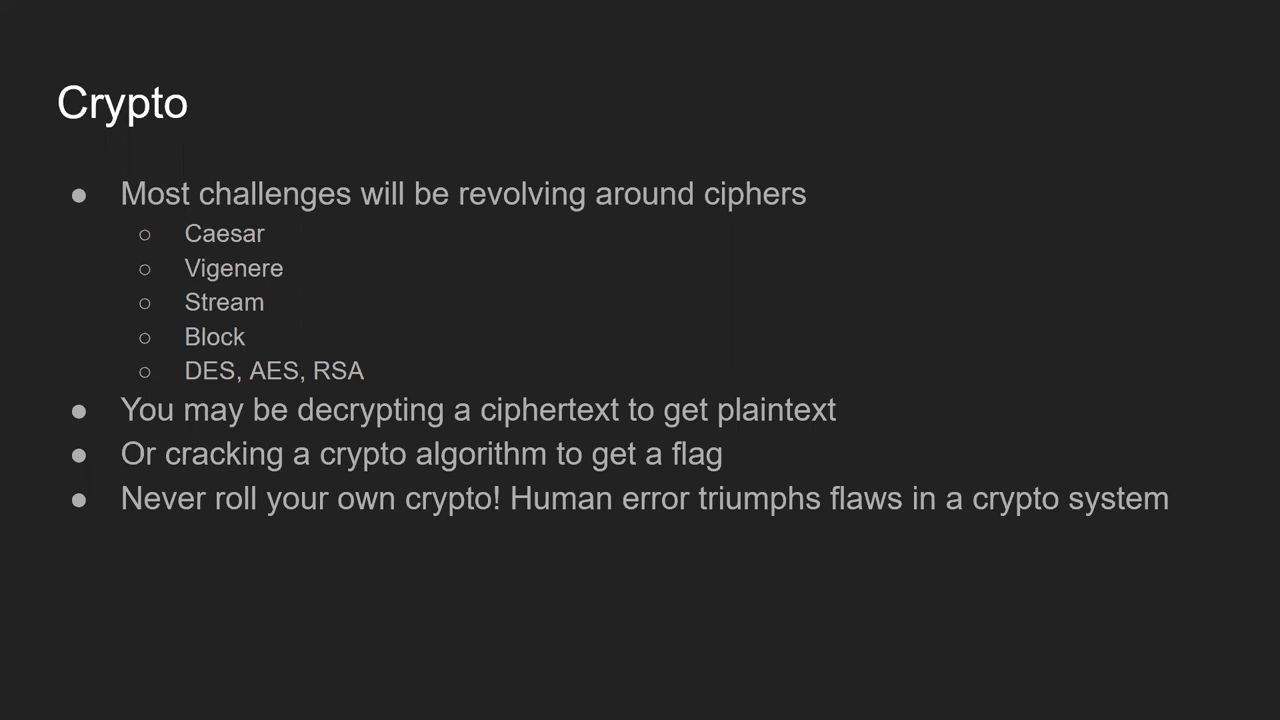 Crypto
● Most challenges will be revolving around ciphers
○ Caesar
○ Vigenere
○ Stream
○ Block
○ DES, AES, RSA
● You may be decrypting a ciphertext to get plaintext
● Or cracking a crypto algorithm to get a flag
● Never roll your own crypto! Human error triumphs flaws in a crypto system